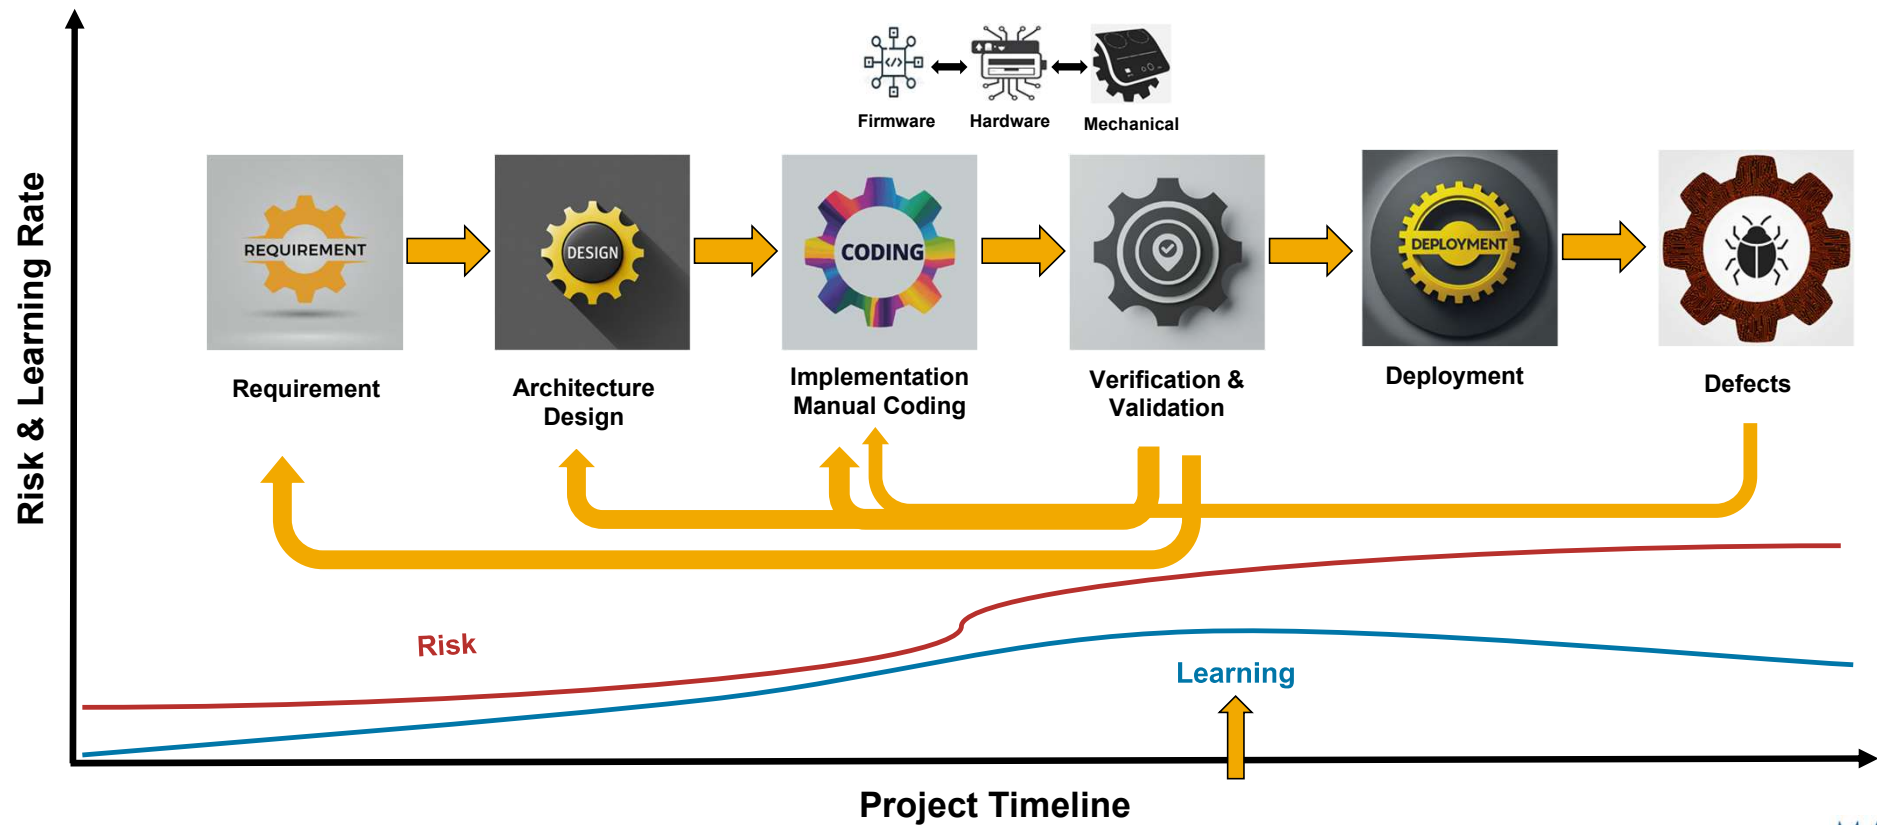 Firmware
Hardware
Mechanical
</>
REQUIREMENT
DESIGN
CODING
DEPLOYMENT
Requirement
Architecture
Design
Implementation
Manual Coding
Verification &
Validation
Deployment
Defects
Risk & Learning Rate
Risk
Learning
Project Timeline